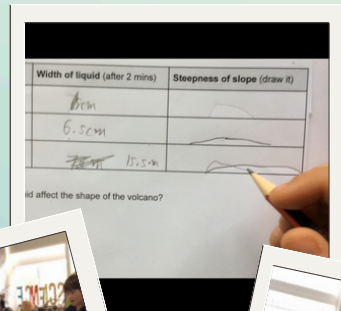 Width of liquid (after 2 mins) Steepness of slope (draw it)
6.5cm
15.5cm
id affect the shape of the volcano?
SCIENCE